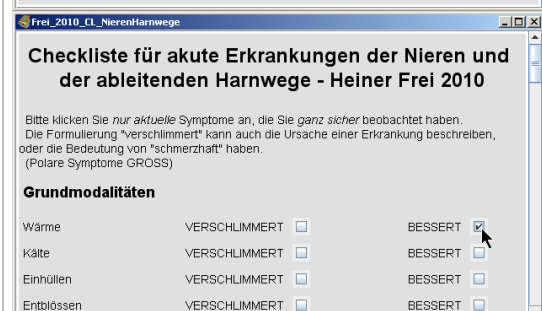 Frei_2010_CL_NierenHarnwege
Checkliste für akute Erkrankungen der Nieren und
der ableitenden Harnwege - Heiner Frei 2010
Bitte klicken Sie nur aktuelle Symptome an, die Sie ganz sicher beobachtet haben.
Die Formulierung "verschlimmert" kann auch die Ursache einer Erkrankung beschreiben,
oder die Bedeutung von "schmerzhaft" haben.
(Polare Symptome GROSS)
Grundmodalitäten
Wärme VERSCHLIMMERT BESSERT
Kälte VERSCHLIMMERT BESSERT
Einhüllen VERSCHLIMMERT BESSERT
Entblössen VERSCHLIMMERT BESSERT